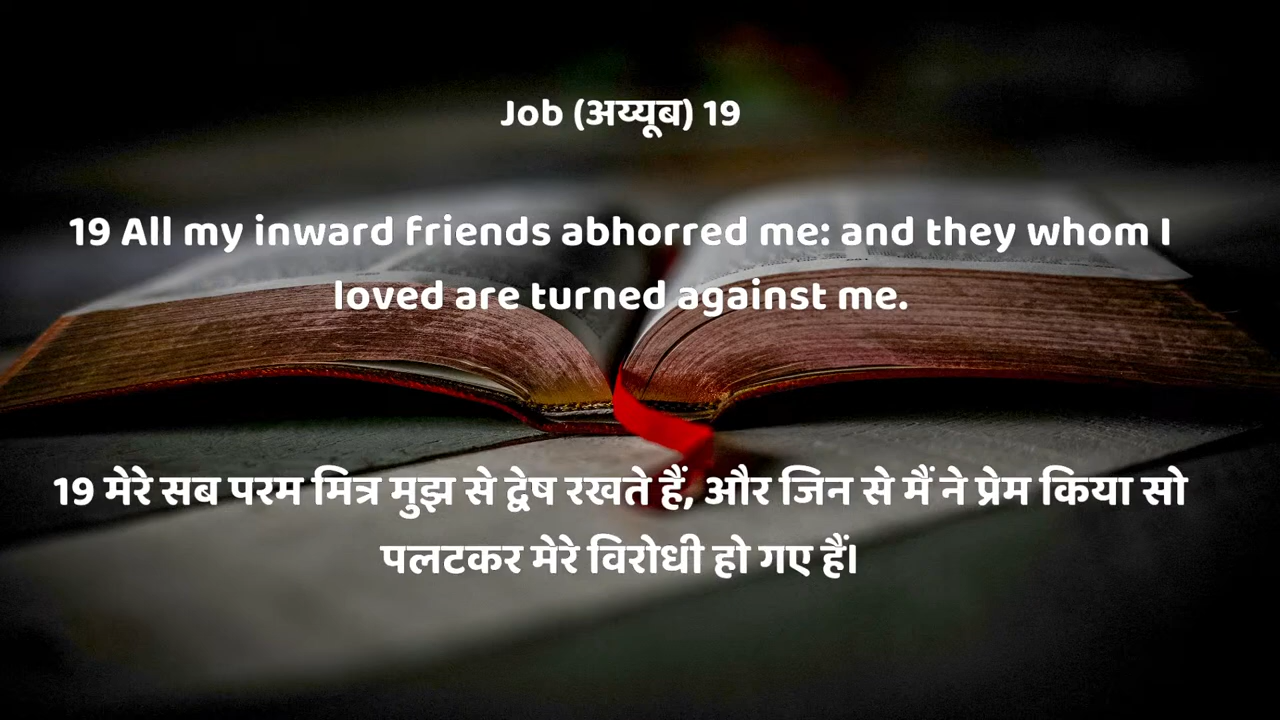 Job (अय्यूब) 19
19 All my inward friends abhorred me: and they whom I
loved are turned against me.
19 मेरे सब परम मित्र मुझ से द्वेष रखते हैं, और जिन से मैं ने प्रेम किया सो
पलटकर मेरे विरोधी हो गए हैं।